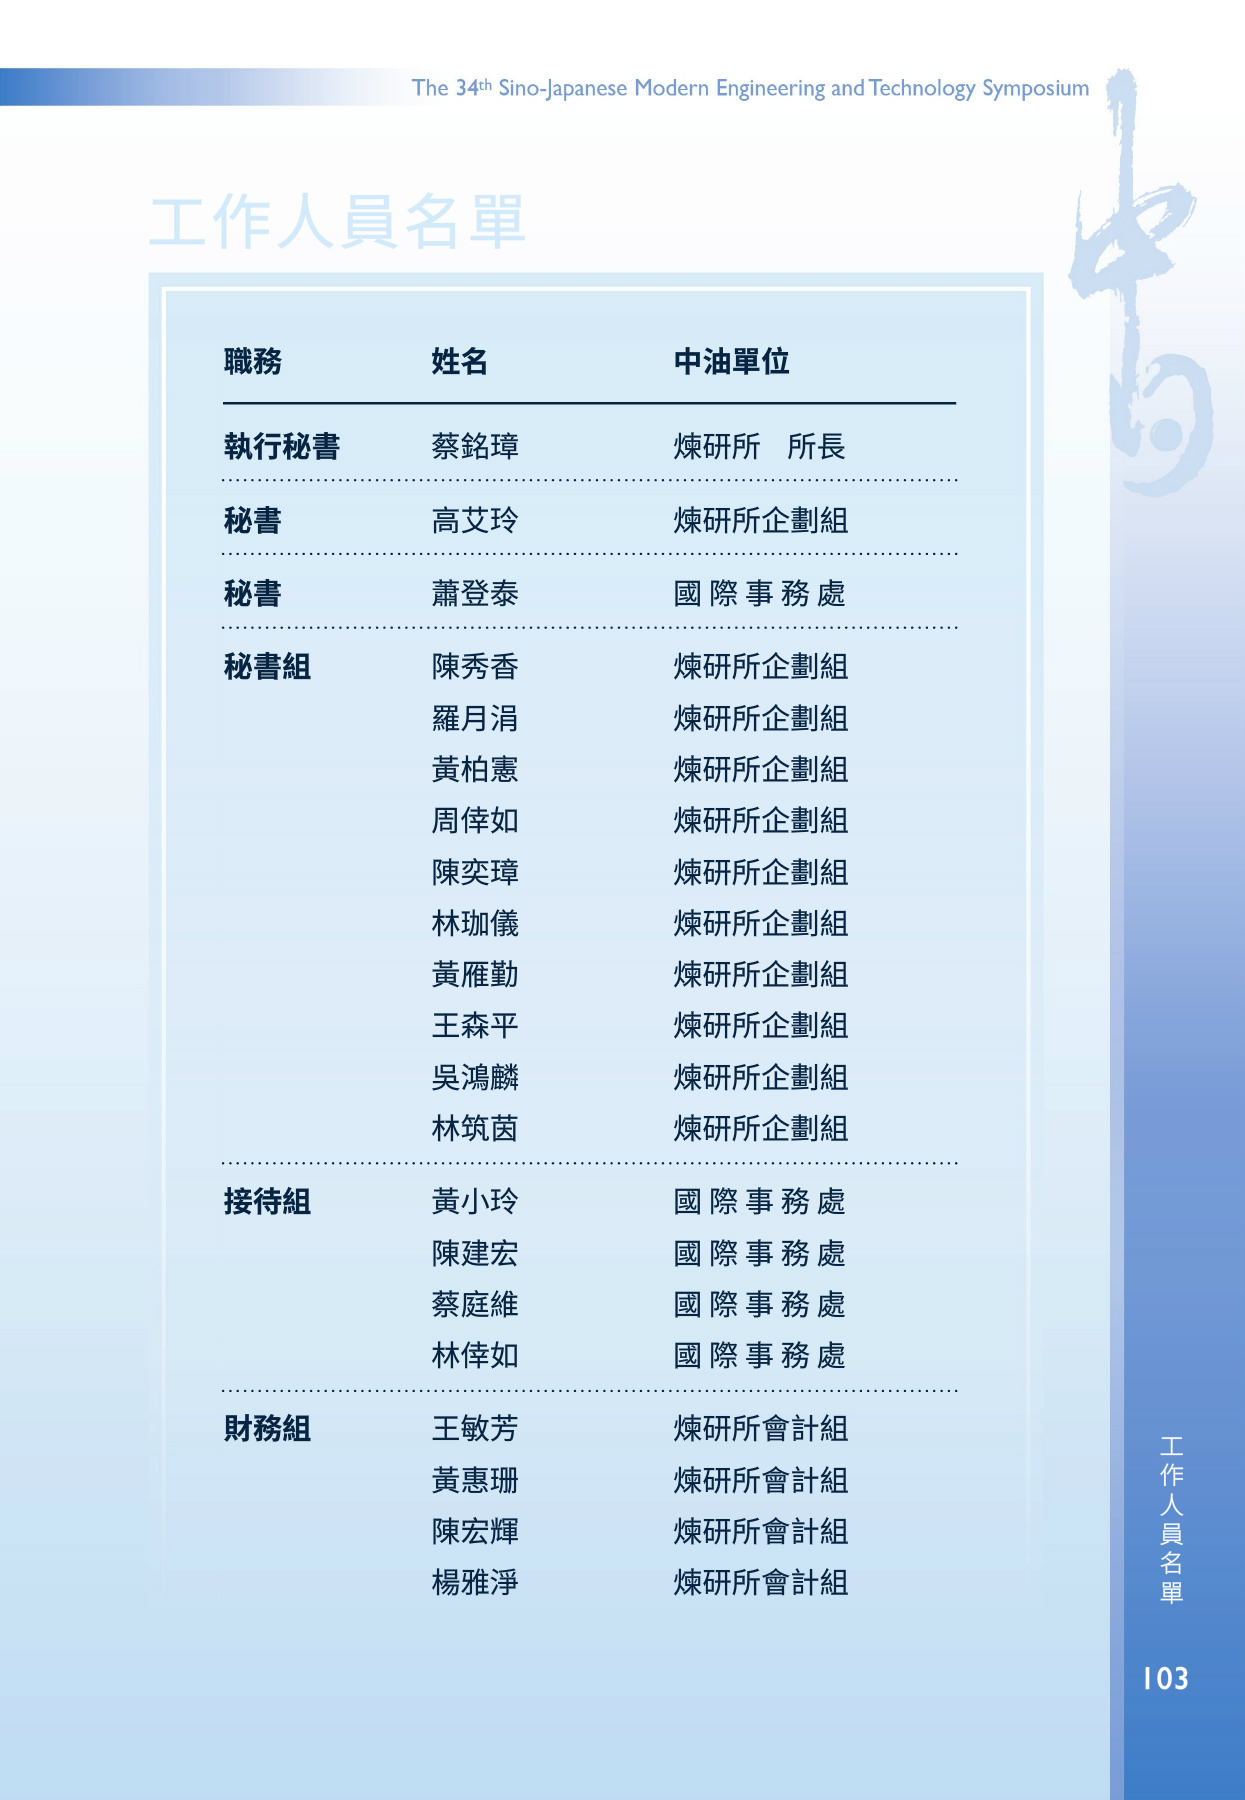 The 34th Sino-Japanese Modern Engineering and Technology Symposium
工作人員名單
職務 姓名 中油單位
執行秘書 蔡銘璋 煉研所　所長
秘書 高艾玲 煉研所企劃組
秘書 蕭登泰 國際事務處
秘書組 陳秀香 煉研所企劃組
羅月涓 煉研所企劃組
黃柏憲 煉研所企劃組
周倖如 煉研所企劃組
陳奕璋 煉研所企劃組
林珈儀 煉研所企劃組
黃雁勤 煉研所企劃組
王森平 煉研所企劃組
吳鴻麟 煉研所企劃組
林筑茵 煉研所企劃組
接待組 黃小玲 國際事務處
陳建宏 國際事務處
蔡庭維 國際事務處
林倖如 國際事務處
財務組 王敏芳 煉研所會計組
黃惠珊 煉研所會計組
陳宏輝 煉研所會計組
楊雅淨 煉研所會計組
工作人員名單
103